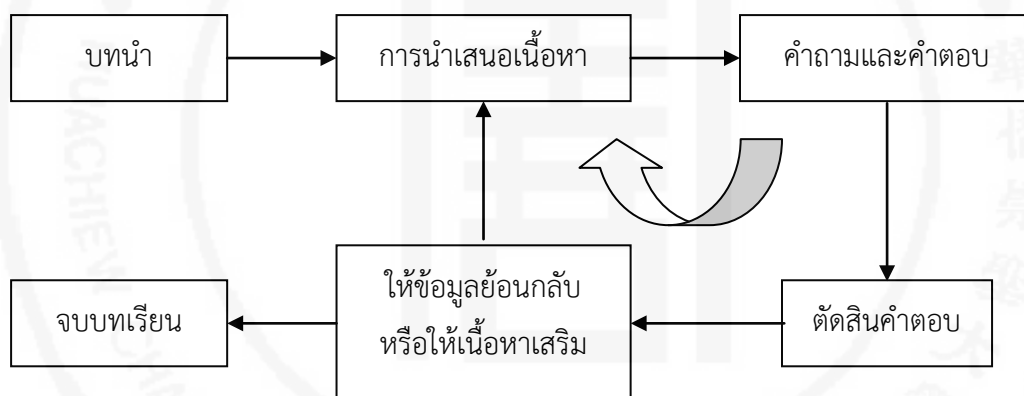 บทนำ
การนำเสนอเนื้อหา
คำถามและคำตอบ
ให้ข้อมูลย้อนกลับ
หรือให้เนื้อหาเสริม
จบบทเรียน
ตัดสินคำตอบ